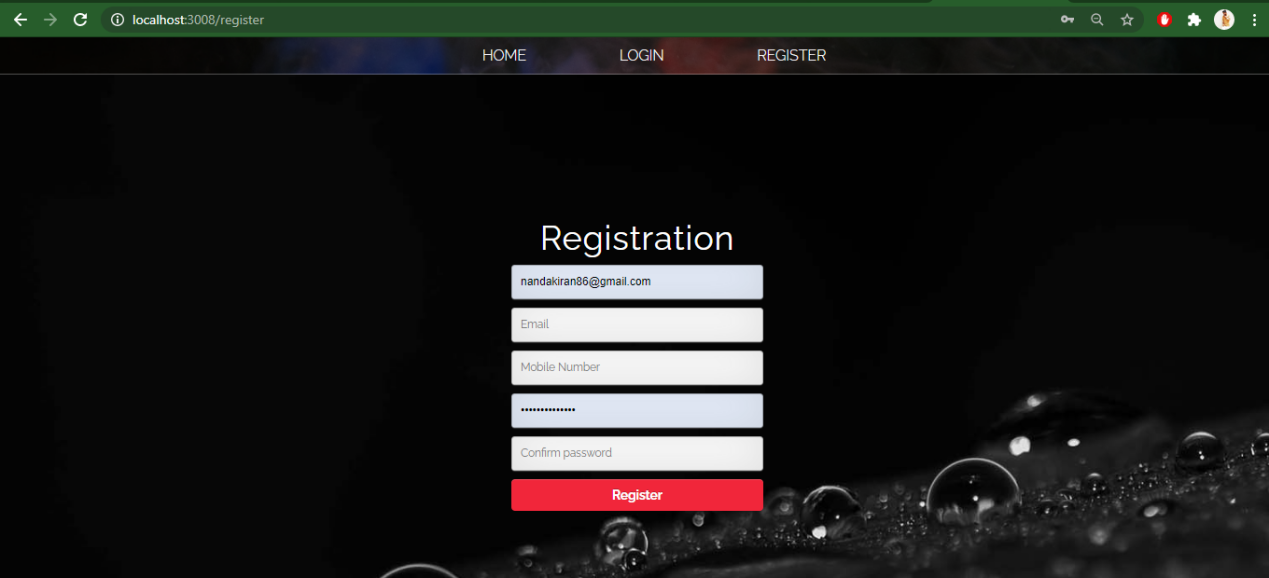 localhost:3008/register
HOME LOGIN REGISTER
Registration
nandakiran86@gmail.com
Email
Mobile Number
••••••••••••••
Confirm password
Register